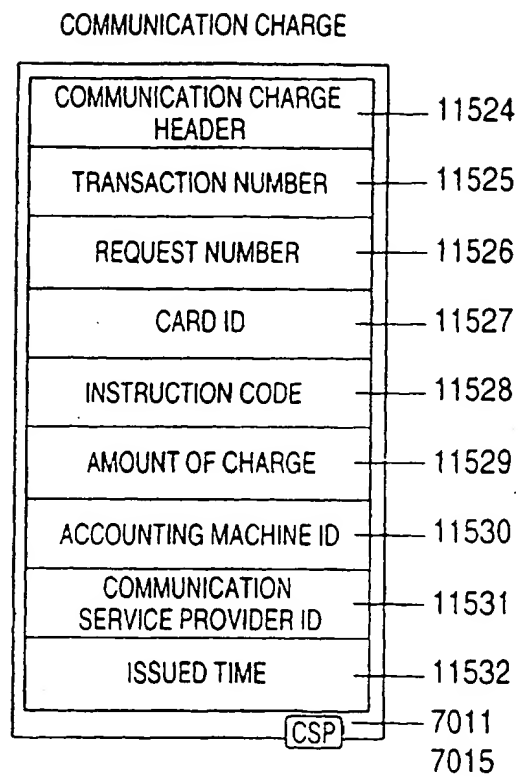 COMMUNICATION CHARGE
COMMUNICATION CHARGE
HEADER
11524
TRANSACTION NUMBER
11525
REQUEST NUMBER
11526
CARD ID
11527
INSTRUCTION CODE
11528
AMOUNT OF CHARGE
11529
ACCOUNTING MACHINE ID
11530
COMMUNICATION
SERVICE PROVIDER ID
11531
ISSUED TIME
11532
CSP
7011
7015